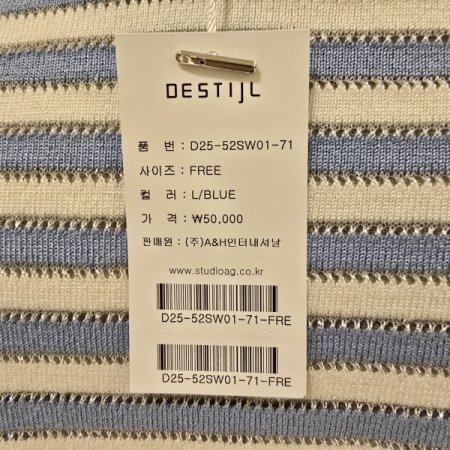 DESTIJL
품 번 : D25-52SW01-71
사이즈 : FREE
컬 러 : L/BLUE
가 격 : ₩50,000
판매원 : (주)A&H인터내셔날
www.studioag.co.kr
D25-52SW01-71-FRE
D25-52SW01-71-FRE